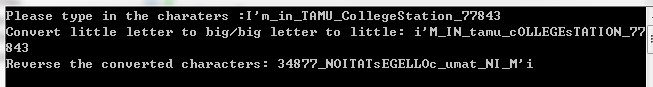 Please type in the charaters :I'm_in_TAMU_CollegeStation_77843
Convert little letter to big/big letter to little: i'M_IN_tamu_cOLLEGEsTATION_77
843
Reverse the converted characters: 34877_NOITATsEGELLOc_umat_NI_M'i